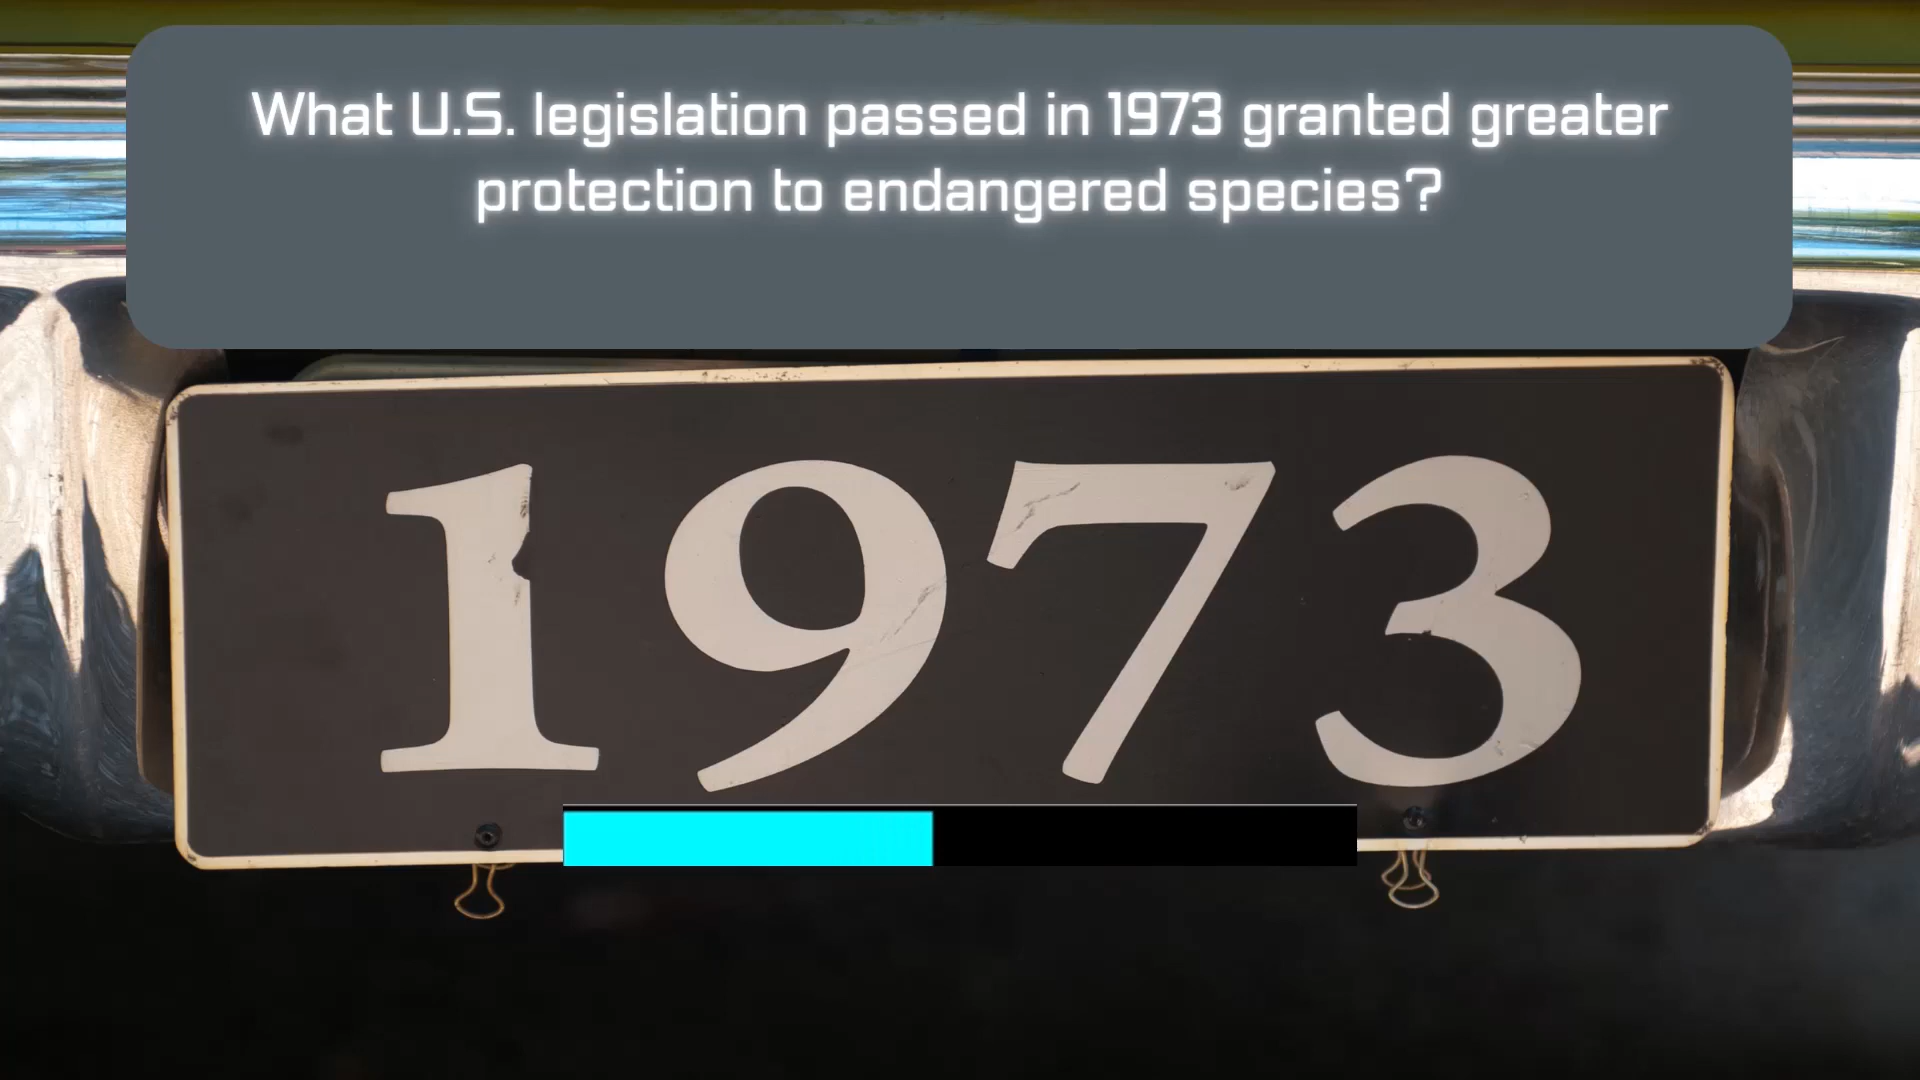 What U.S. legislation passed in 1973 granted greater
protection to endangered species?
1973